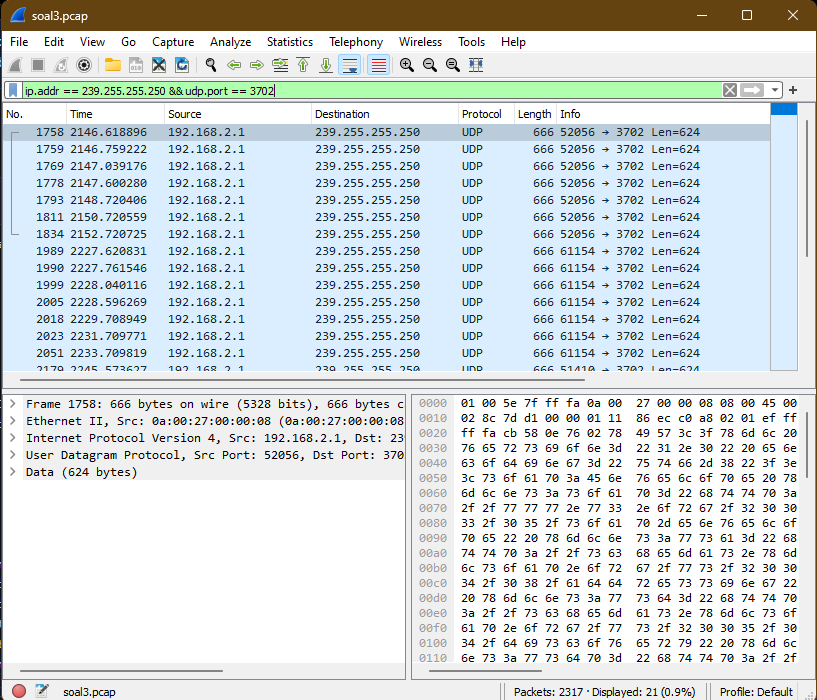 soal3.pcap
File Edit View Go Capture Analyze Statistics Telephony Wireless Tools Help
ip.addr == 239.255.255.250 && udp.port == 3702
No. Time Source Destination Protocol Length Info
1758 2146.618896 192.168.2.1 239.255.255.250 UDP 666 52056 → 3702 Len=624
1759 2146.759222 192.168.2.1 239.255.255.250 UDP 666 52056 → 3702 Len=624
1769 2147.039176 192.168.2.1 239.255.255.250 UDP 666 52056 → 3702 Len=624
1778 2147.600280 192.168.2.1 239.255.255.250 UDP 666 52056 → 3702 Len=624
1793 2148.720406 192.168.2.1 239.255.255.250 UDP 666 52056 → 3702 Len=624
1811 2150.720559 192.168.2.1 239.255.255.250 UDP 666 52056 → 3702 Len=624
1834 2152.720725 192.168.2.1 239.255.255.250 UDP 666 52056 → 3702 Len=624
1989 2227.620831 192.168.2.1 239.255.255.250 UDP 666 61154 → 3702 Len=624
1990 2227.761546 192.168.2.1 239.255.255.250 UDP 666 61154 → 3702 Len=624
1999 2228.040116 192.168.2.1 239.255.255.250 UDP 666 61154 → 3702 Len=624
2005 2228.596269 192.168.2.1 239.255.255.250 UDP 666 61154 → 3702 Len=624
2018 2229.708949 192.168.2.1 239.255.255.250 UDP 666 61154 → 3702 Len=624
2023 2231.709771 192.168.2.1 239.255.255.250 UDP 666 61154 → 3702 Len=624
2051 2233.709819 192.168.2.1 239.255.255.250 UDP 666 61154 → 3702 Len=624
2179 2245.573627 192.168.2.1 239.255.255.250 UDP 666 51410 → 3702 Len=624
Frame 1758: 666 bytes on wire (5328 bits), 666 bytes c
Ethernet II, Src: 0a:00:27:00:00:08 (0a:00:27:00:00:08
Internet Protocol Version 4, Src: 192.168.2.1, Dst: 23
User Datagram Protocol, Src Port: 52056, Dst Port: 370
Data (624 bytes)
0000 01 00 5e 7f ff fa 0a 00 27 00 00 08 08 00 45 00
0010 02 8c 7d d1 00 00 01 11 86 ec c0 a8 02 01 ef ff
0020 ff fa cb 58 0e 76 02 78 49 57 3c 3f 78 6d 6c 20
0030 76 65 72 73 69 6f 6e 3d 22 31 2e 30 22 20 65 6e
0040 63 6f 64 69 6e 67 3d 22 75 74 66 2d 38 22 3f 3e
0050 3c 73 6f 61 70 3a 45 6e 76 65 6c 6f 70 65 20 78
0060 6d 6c 6e 73 3a 73 6f 61 70 3d 22 68 74 74 70 3a
0070 2f 2f 77 77 77 2e 77 33 2e 6f 72 67 2f 32 30 30
0080 33 2f 30 35 2f 73 6f 61 70 2d 65 6e 76 65 6c 6f
0090 70 65 22 20 78 6d 6c 6e 73 3a 77 73 61 3d 22 68
00a0 74 74 70 3a 2f 2f 73 63 68 65 6d 61 73 2e 78 6d
00b0 6c 73 6f 61 70 2e 6f 72 67 2f 77 73 2f 32 30 30
00c0 34 2f 30 38 2f 61 64 64 72 65 73 73 69 6e 67 22
00d0 20 78 6d 6c 6e 73 3a 77 73 64 3d 22 68 74 74 70
00e0 3a 2f 2f 73 63 68 65 6d 61 73 2e 78 6d 6c 73 6f
00f0 61 70 2e 6f 72 67 2f 77 73 2f 32 30 30 35 2f 30
0100 34 2f 64 69 73 63 6f 76 65 72 79 22 20 78 6d 6c
0110 6e 73 3a 77 73 64 70 3d 22 68 74 74 70 3a 2f 2f
soal3.pcap Packets: 2317 · Displayed: 21 (0.9%) Profile: Default